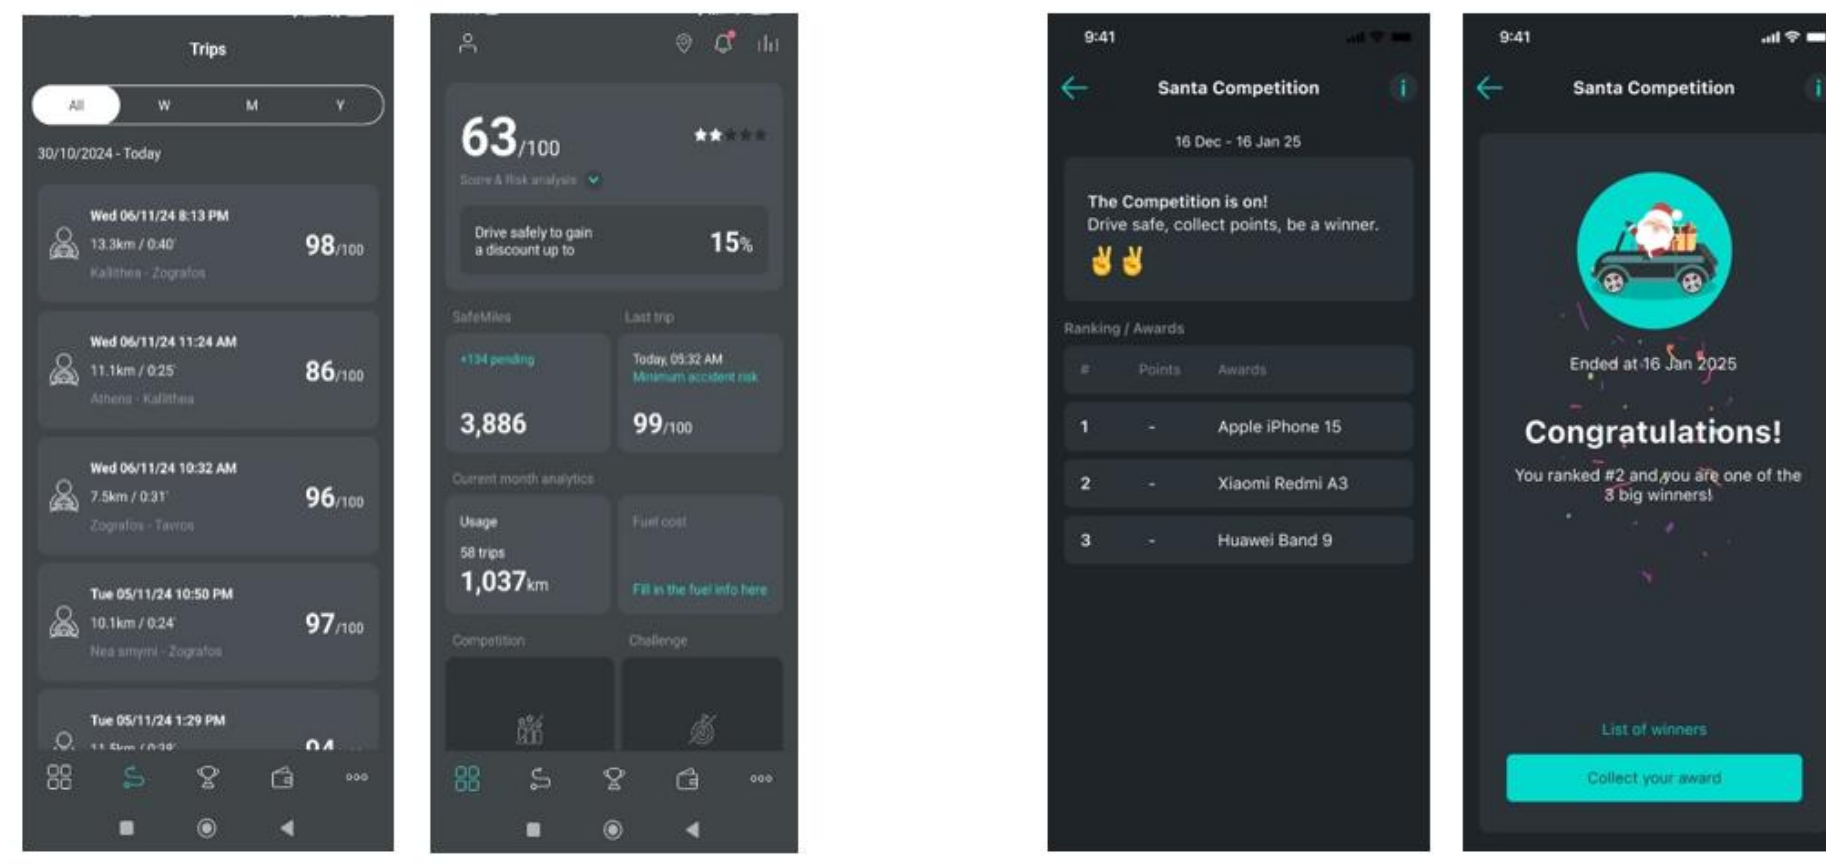 Trips
All W M Y
30/10/2024 - Today
Wed 06/11/24 8:13 PM
13.3km / 0:40'
98/100
Kallithea - Zografos
Wed 06/11/24 11:24 AM
11.1km / 0:25'
86/100
Athens - Kallithea
Wed 06/11/24 10:32 AM
7.5km / 0:31'
96/100
Zografos - Tavros
Tue 05/11/24 10:50 PM
10.1km / 0:24'
97/100
Nea smyrni - Zografos
Tue 05/11/24 1:29 PM
11.5km / 0:38'
94
63/100
Score & Risk analysis
Drive safely to gain
a discount up to
15%
SafeMiles
Last trip
+134 pending
3,886
Today, 05:32 AM
Minimum accident risk
99/100
Current month analytics
Usage
58 trips
1,037km
Fuel cost
Fill in the fuel info here
Competition
Challenge
9:41
Santa Competition
i
16 Dec - 16 Jan 25
The Competition is on!
Drive safe, collect points, be a winner.
✌️✌️
Ranking / Awards
# Points Awards
1 - Apple iPhone 15
2 - Xiaomi Redmi A3
3 - Huawei Band 9
9:41
Santa Competition
i
Ended at 16 Jan 2025
Congratulations!
You ranked #2 and you are one of the
3 big winners!
List of winners
Collect your award